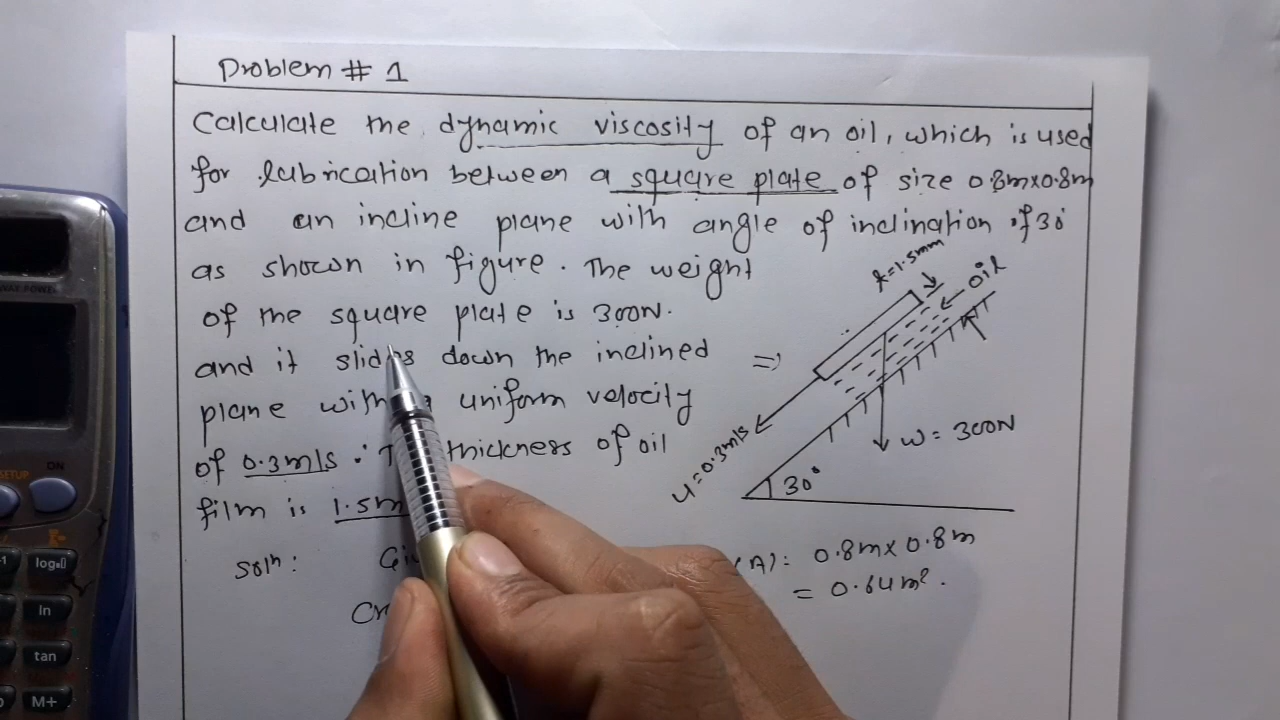 Problem # 1
Calculate the dynamic viscosity of an oil, which is used
for lubrication between a square plate of size 0.8m×0.8m
and an incline plane with angle of inclination of 30°
as shown in figure. The weight
of the square plate is 300N.
and it slides down the inclined
plane with uniform velocity
of 0.3m/s. thickness of oil
film is 1.5m
t=1.5mm
oil
=>
u=0.3m/s
W=300N
30°
Soln:
(A): 0.8m×0.8m
= 0.64m².
SETUP
ON
log
ln
tan
M+